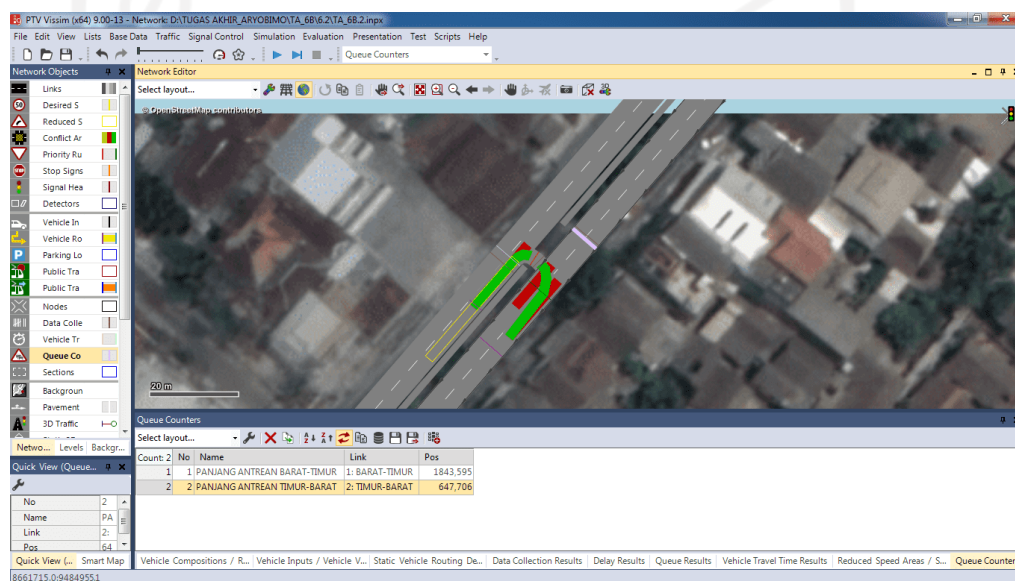 PTV Vissim (x64) 9.00-13 - Network: D:\TUGAS AKHIR_ARYOBIMO\TA_6B\6.2\TA_6B.2.inpx
File Edit View Lists Base Data Traffic Signal Control Simulation Evaluation Presentation Test Scripts Help
Queue Counters
Network Objects
Network Editor
Select layout...
© OpenStreetMap contributors
Links
Desired S
Reduced S
Conflict Ar
Priority Ru
Stop Signs
Signal Hea
Detectors
Vehicle In
Vehicle Ro
Parking Lo
Public Tra
Public Tra
Nodes
Data Colle
Vehicle Tr
Queue Co
Sections
Backgroun
Pavement
3D Traffic
20 m
Netwo... Levels Backgr...
Queue Counters
Select layout...
Count: 2 No Name Link Pos
1 1 PANJANG ANTREAN BARAT-TIMUR 1: BARAT-TIMUR 1843,595
2 2 PANJANG ANTREAN TIMUR-BARAT 2: TIMUR-BARAT 647,706
Quick View (Queue...
No 2
Name PA
Link 2:
Pos 64
Quick View (... Smart Map
Vehicle Compositions / R... Vehicle Inputs / Vehicle V... Static Vehicle Routing De... Data Collection Results Delay Results Queue Results Vehicle Travel Time Results Reduced Speed Areas / S... Queue Counter
8661715.0:9484955.1